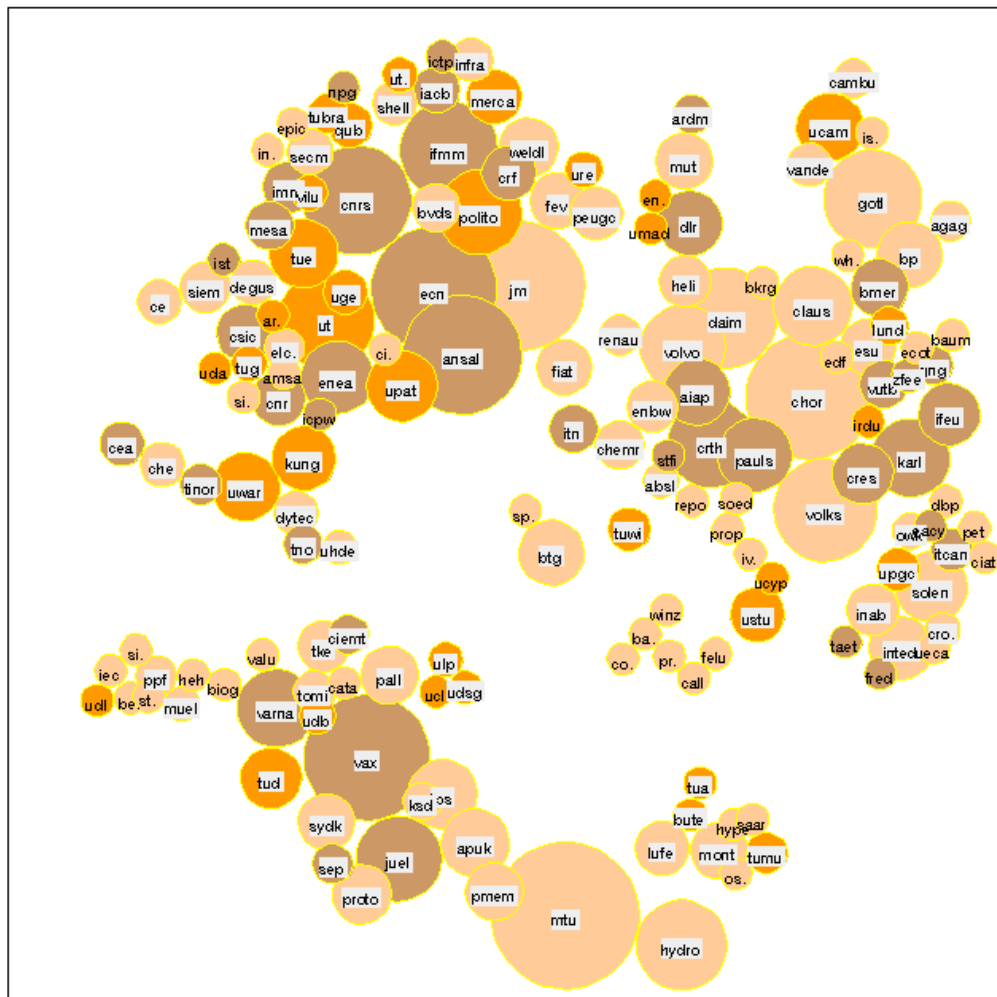 ictp
infra
ut.
iacb
merca
npg
shell
tubra
qub
epic
ifmm
weldl
in.
secm
crf
ure
imn
vilu
cnrs
bvds
polito
fev
peugc
mesa
tue
ist
siem
degus
uge
ecn
jm
ce
ar.
ut
csic
elc.
ci.
ansal
uda
tug
amsa
enea
upat
fiat
si.
cnr
icpw
cea
che
kung
tinor
uwar
dytec
tno
uhde
cambu
ardm
ucam
is.
mut
vande
en.
gotl
umad
dlr
agag
wh.
bp
heli
bkrg
bmer
claus
daim
lund
renau
volvo
esu
ecot
baum
edf
zfee
vutb
aiap
chor
enbw
irdu
ifeu
itn
chemr
crth
stfi
pauls
karl
cres
absl
repo
soed
dbp
volks
sp.
tuwi
prop
owk
pet
btg
iv.
itcan
ciat
ucyp
upgc
solen
winz
ustu
inab
ba.
cro.
taet
inted
ueca
co.
pr.
felu
fred
call
ciemt
si.
valu
tke
ulp
iec
ppf
heh
biog
tomi
cata
pall
ucl
udsg
udl
be.
st.
muel
varna
udb
vax
tud
tua
ksd
sydk
bute
hype
saar
sep
juel
apuk
lufe
mont
tumu
os.
proto
pmem
mtu
hydro